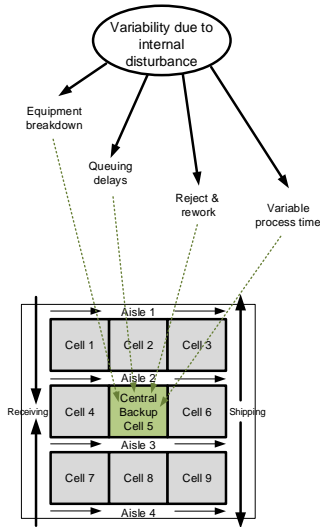 Variability due to
internal
disturbance
Equipment
breakdown
Queuing
delays
Reject &
rework
Variable
process time
Aisle 1
Cell 1
Cell 2
Cell 3
Aisle 2
Receiving
Cell 4
Central
Backup
Cell 5
Cell 6
Shipping
Aisle 3
Cell 7
Cell 8
Cell 9
Aisle 4